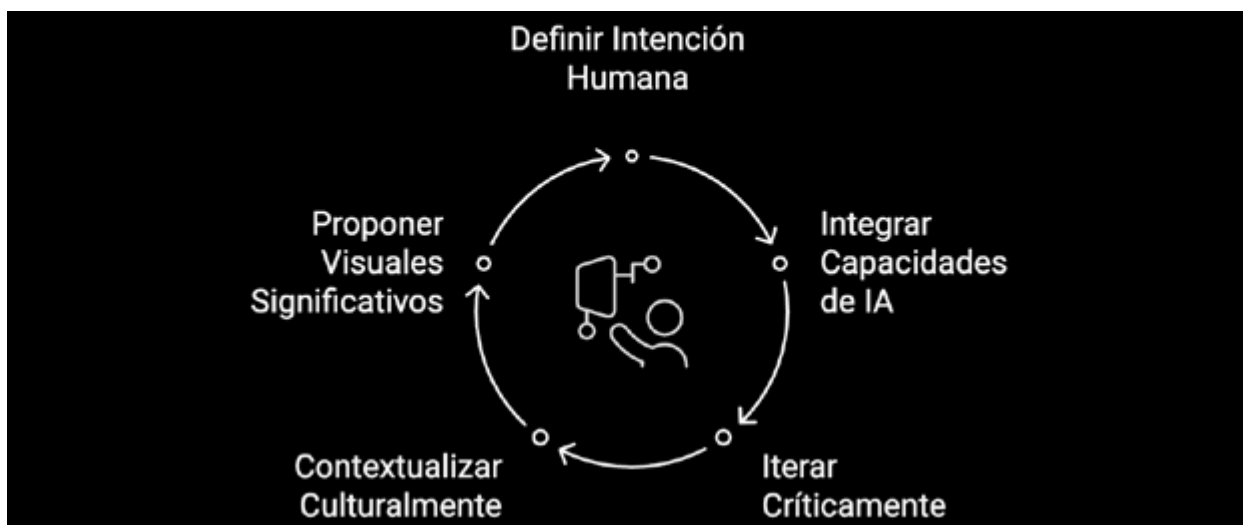 Definir Intención
Humana
Integrar
Capacidades
de IA
Iterar
Críticamente
Contextualizar
Culturalmente
Proponer
Visuales
Significativos